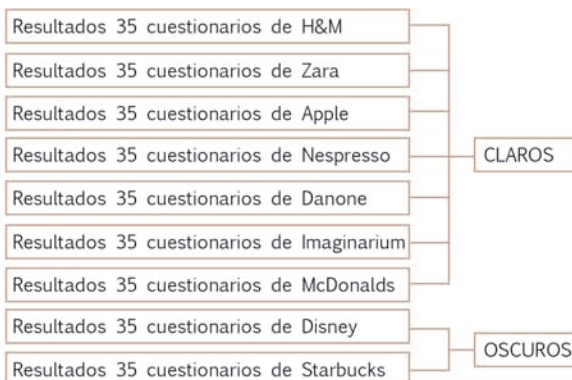 Resultados 35 cuestionarios de H&M
Resultados 35 cuestionarios de Zara
Resultados 35 cuestionarios de Apple
Resultados 35 cuestionarios de Nespresso
CLAROS
Resultados 35 cuestionarios de Danone
Resultados 35 cuestionarios de Imaginarium
Resultados 35 cuestionarios de McDonalds
Resultados 35 cuestionarios de Disney
OSCUROS
Resultados 35 cuestionarios de Starbucks